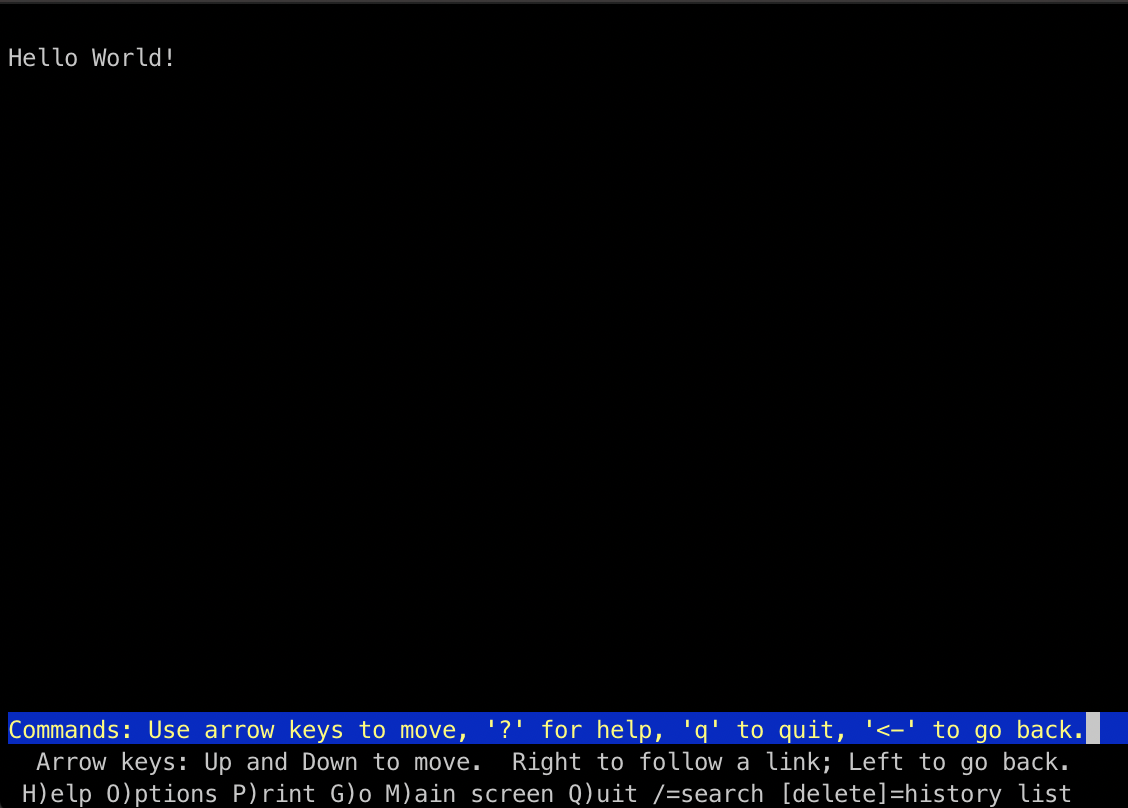 Hello World!
Commands: Use arrow keys to move, '?' for help, 'q' to quit, '<-' to go back.
Arrow keys: Up and Down to move.  Right to follow a link; Left to go back.
H)elp O)ptions P)rint G)o M)ain screen Q)uit /=search [delete]=history list